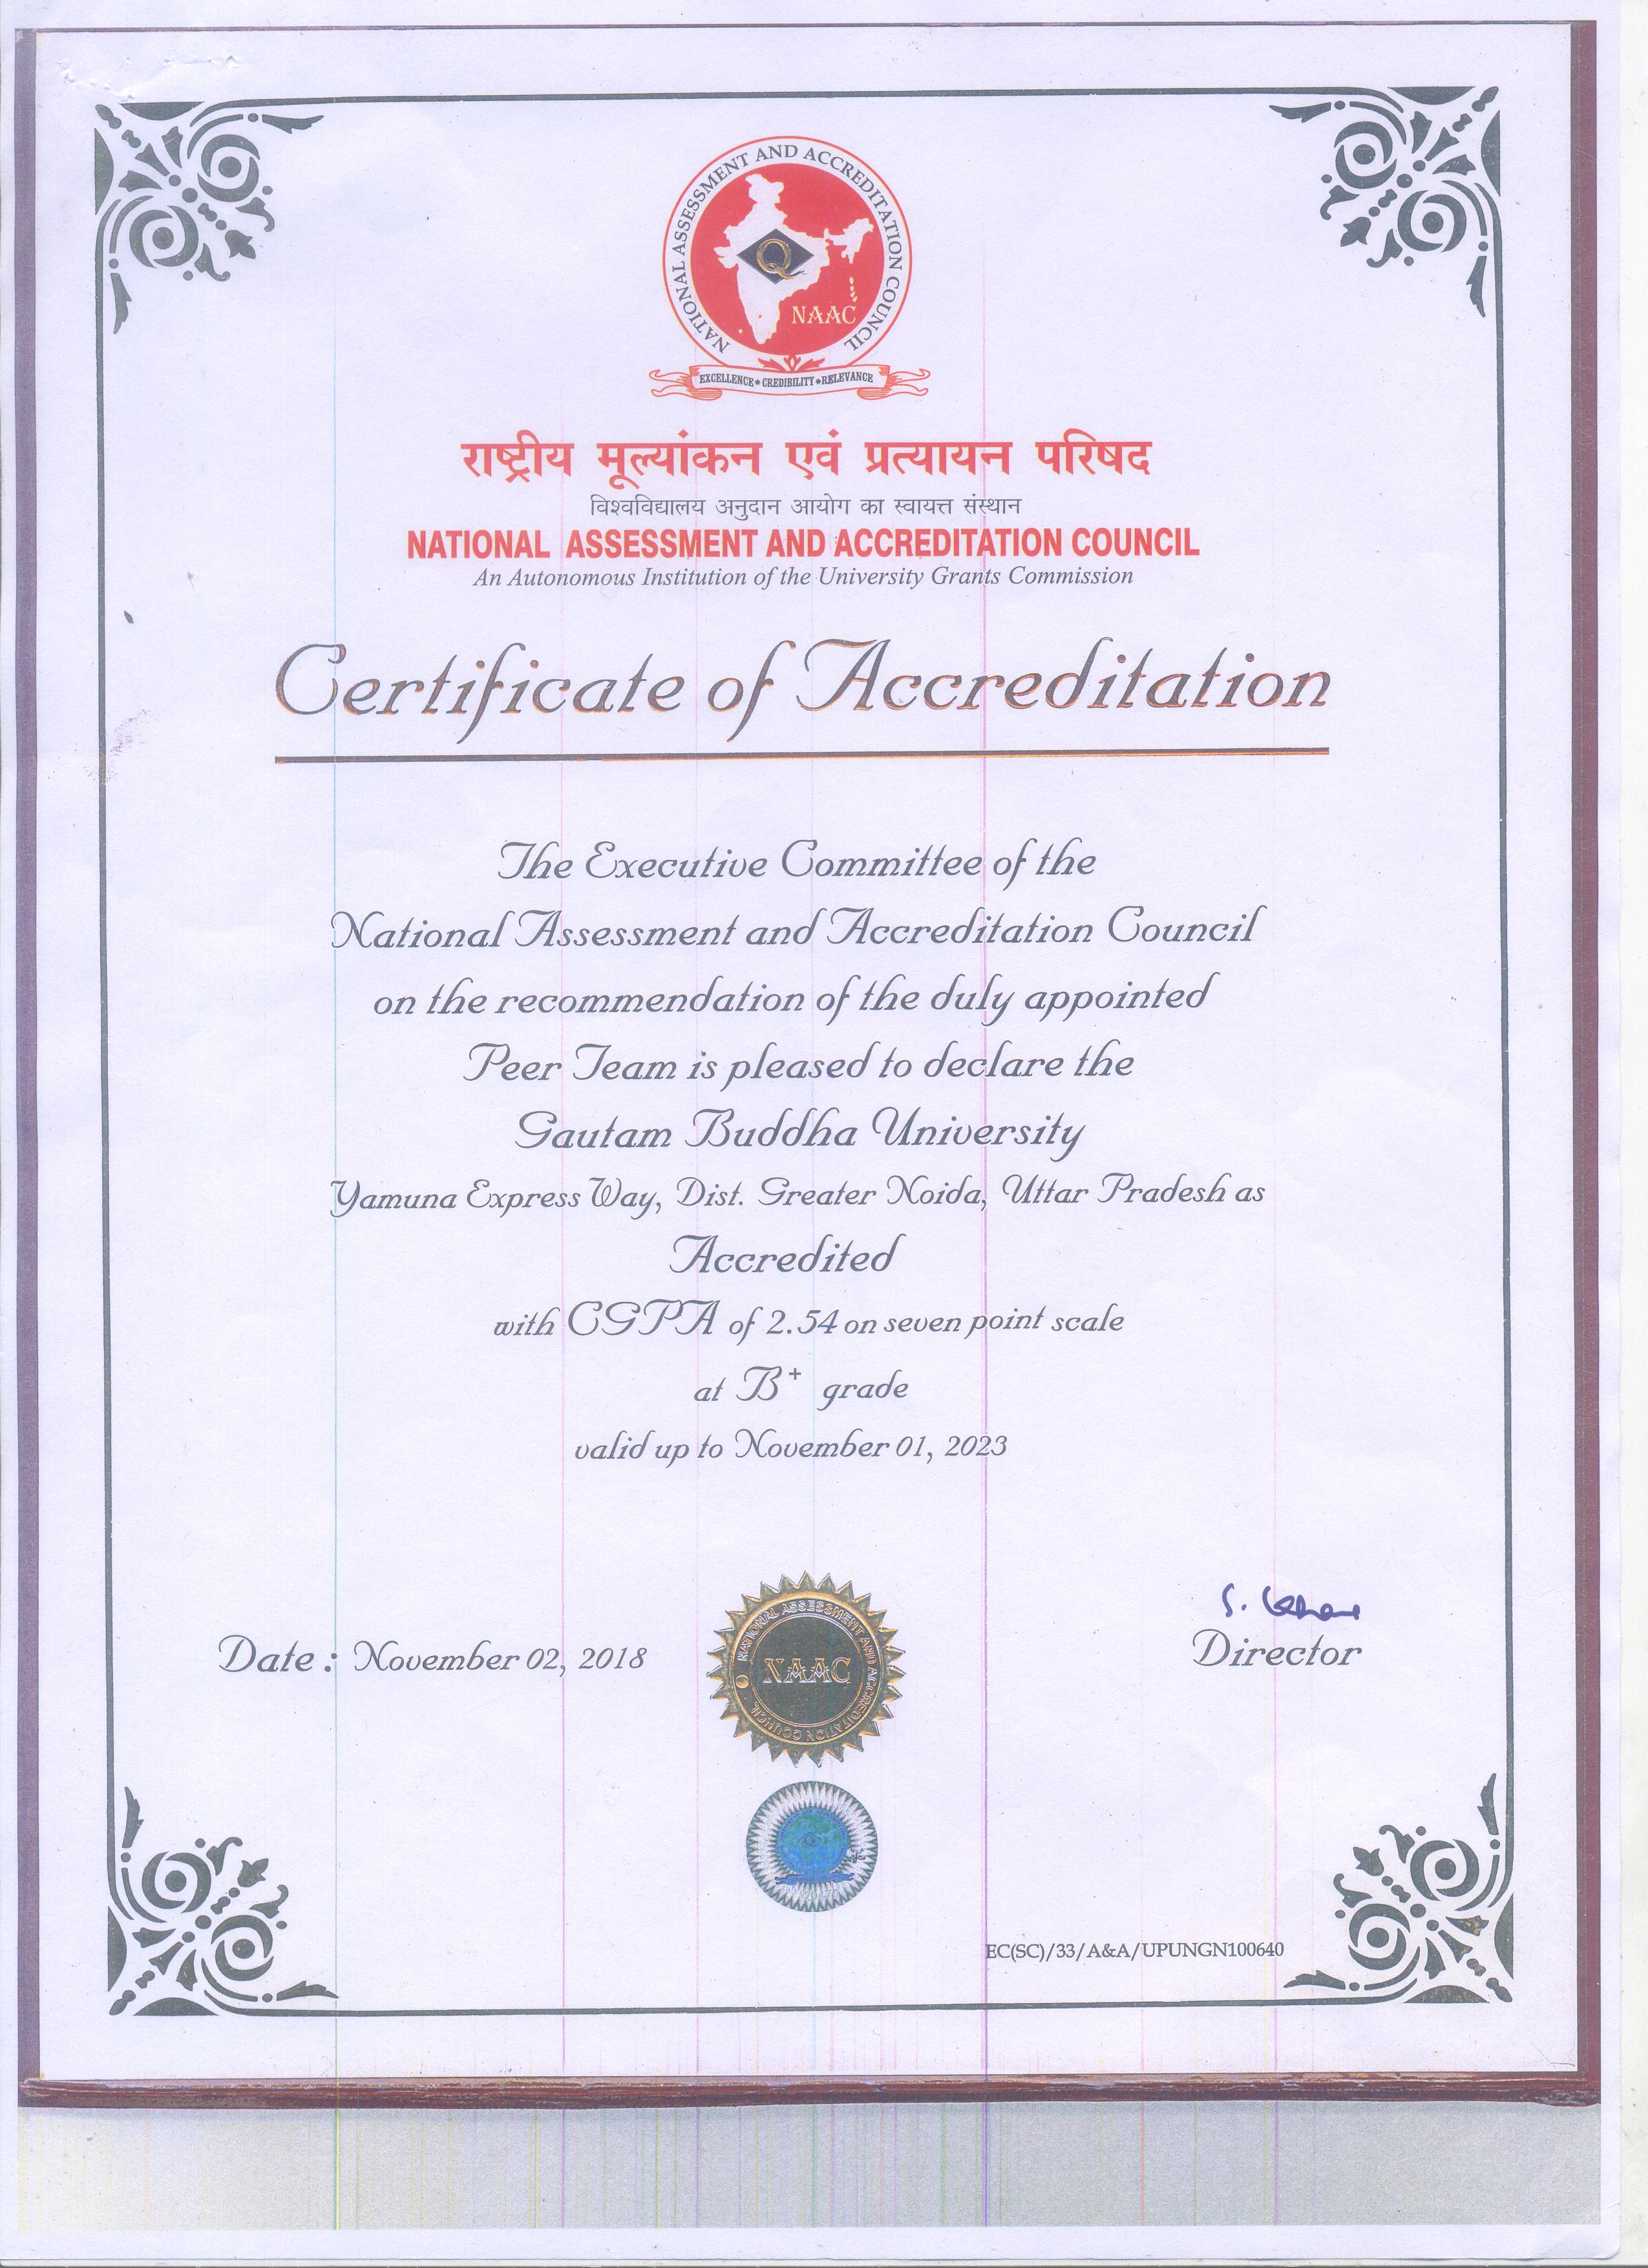 NATIONAL ASSESSMENT AND ACCREDITATION COUNCIL
Q
NAAC
EXCELLENCE * CREDIBILITY * RELEVANCE
राष्ट्रीय मूल्यांकन एवं प्रत्यायन परिषद
विश्वविद्यालय अनुदान आयोग का स्वायत्त संस्थान
NATIONAL ASSESSMENT AND ACCREDITATION COUNCIL
An Autonomous Institution of the University Grants Commission
Certificate of Accreditation
The Executive Committee of the
National Assessment and Accreditation Council
on the recommendation of the duly appointed
Peer Team is pleased to declare the
Gautam Buddha University
Yamuna Express Way, Dist. Greater Noida, Uttar Pradesh as
Accredited
with CGPA of 2.54 on seven point scale
at B+ grade
valid up to November 01, 2023
Date : November 02, 2018
NATIONAL ASSESSMENT AND ACCREDITATION COUNCIL
NAAC
S.
Director
EC(SC)/33/A&A/UPUNGN100640